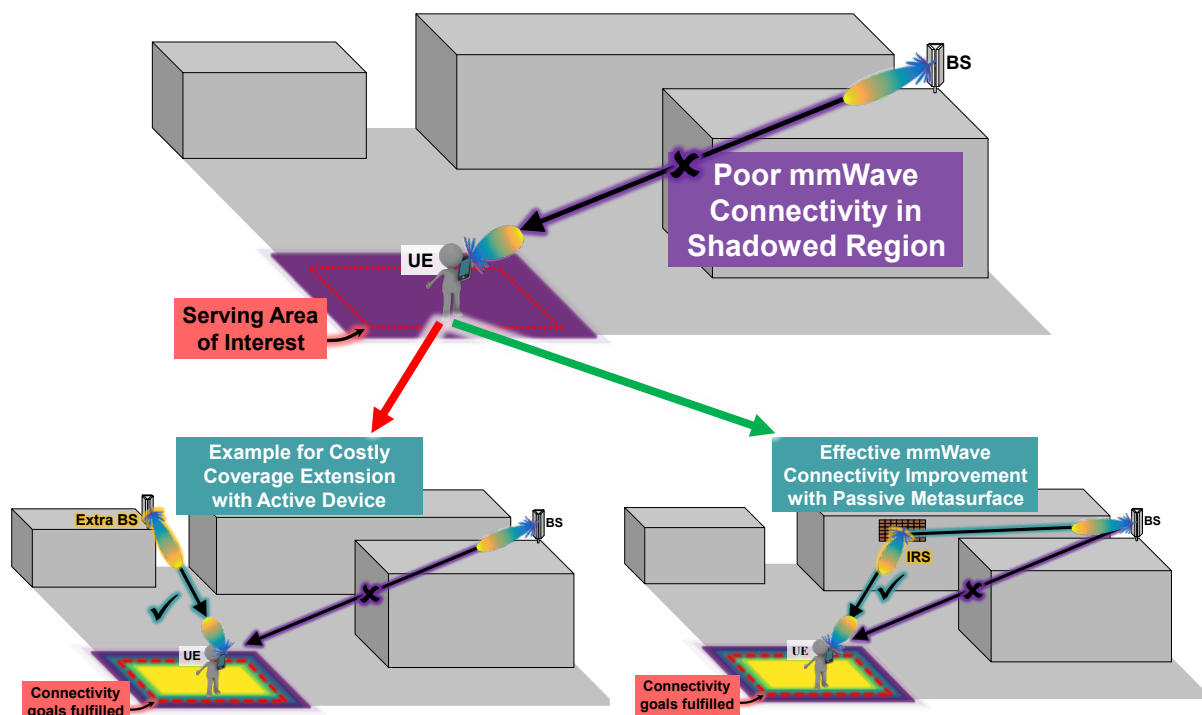 BS
Poor mmWave
Connectivity in
Shadowed Region
UE
Serving Area
of Interest
Example for Costly
Coverage Extension
with Active Device
Extra BS
BS
UE
Connectivity
goals fulfilled
Effective mmWave
Connectivity Improvement
with Passive Metasurface
BS
IRS
UE
Connectivity
goals fulfilled